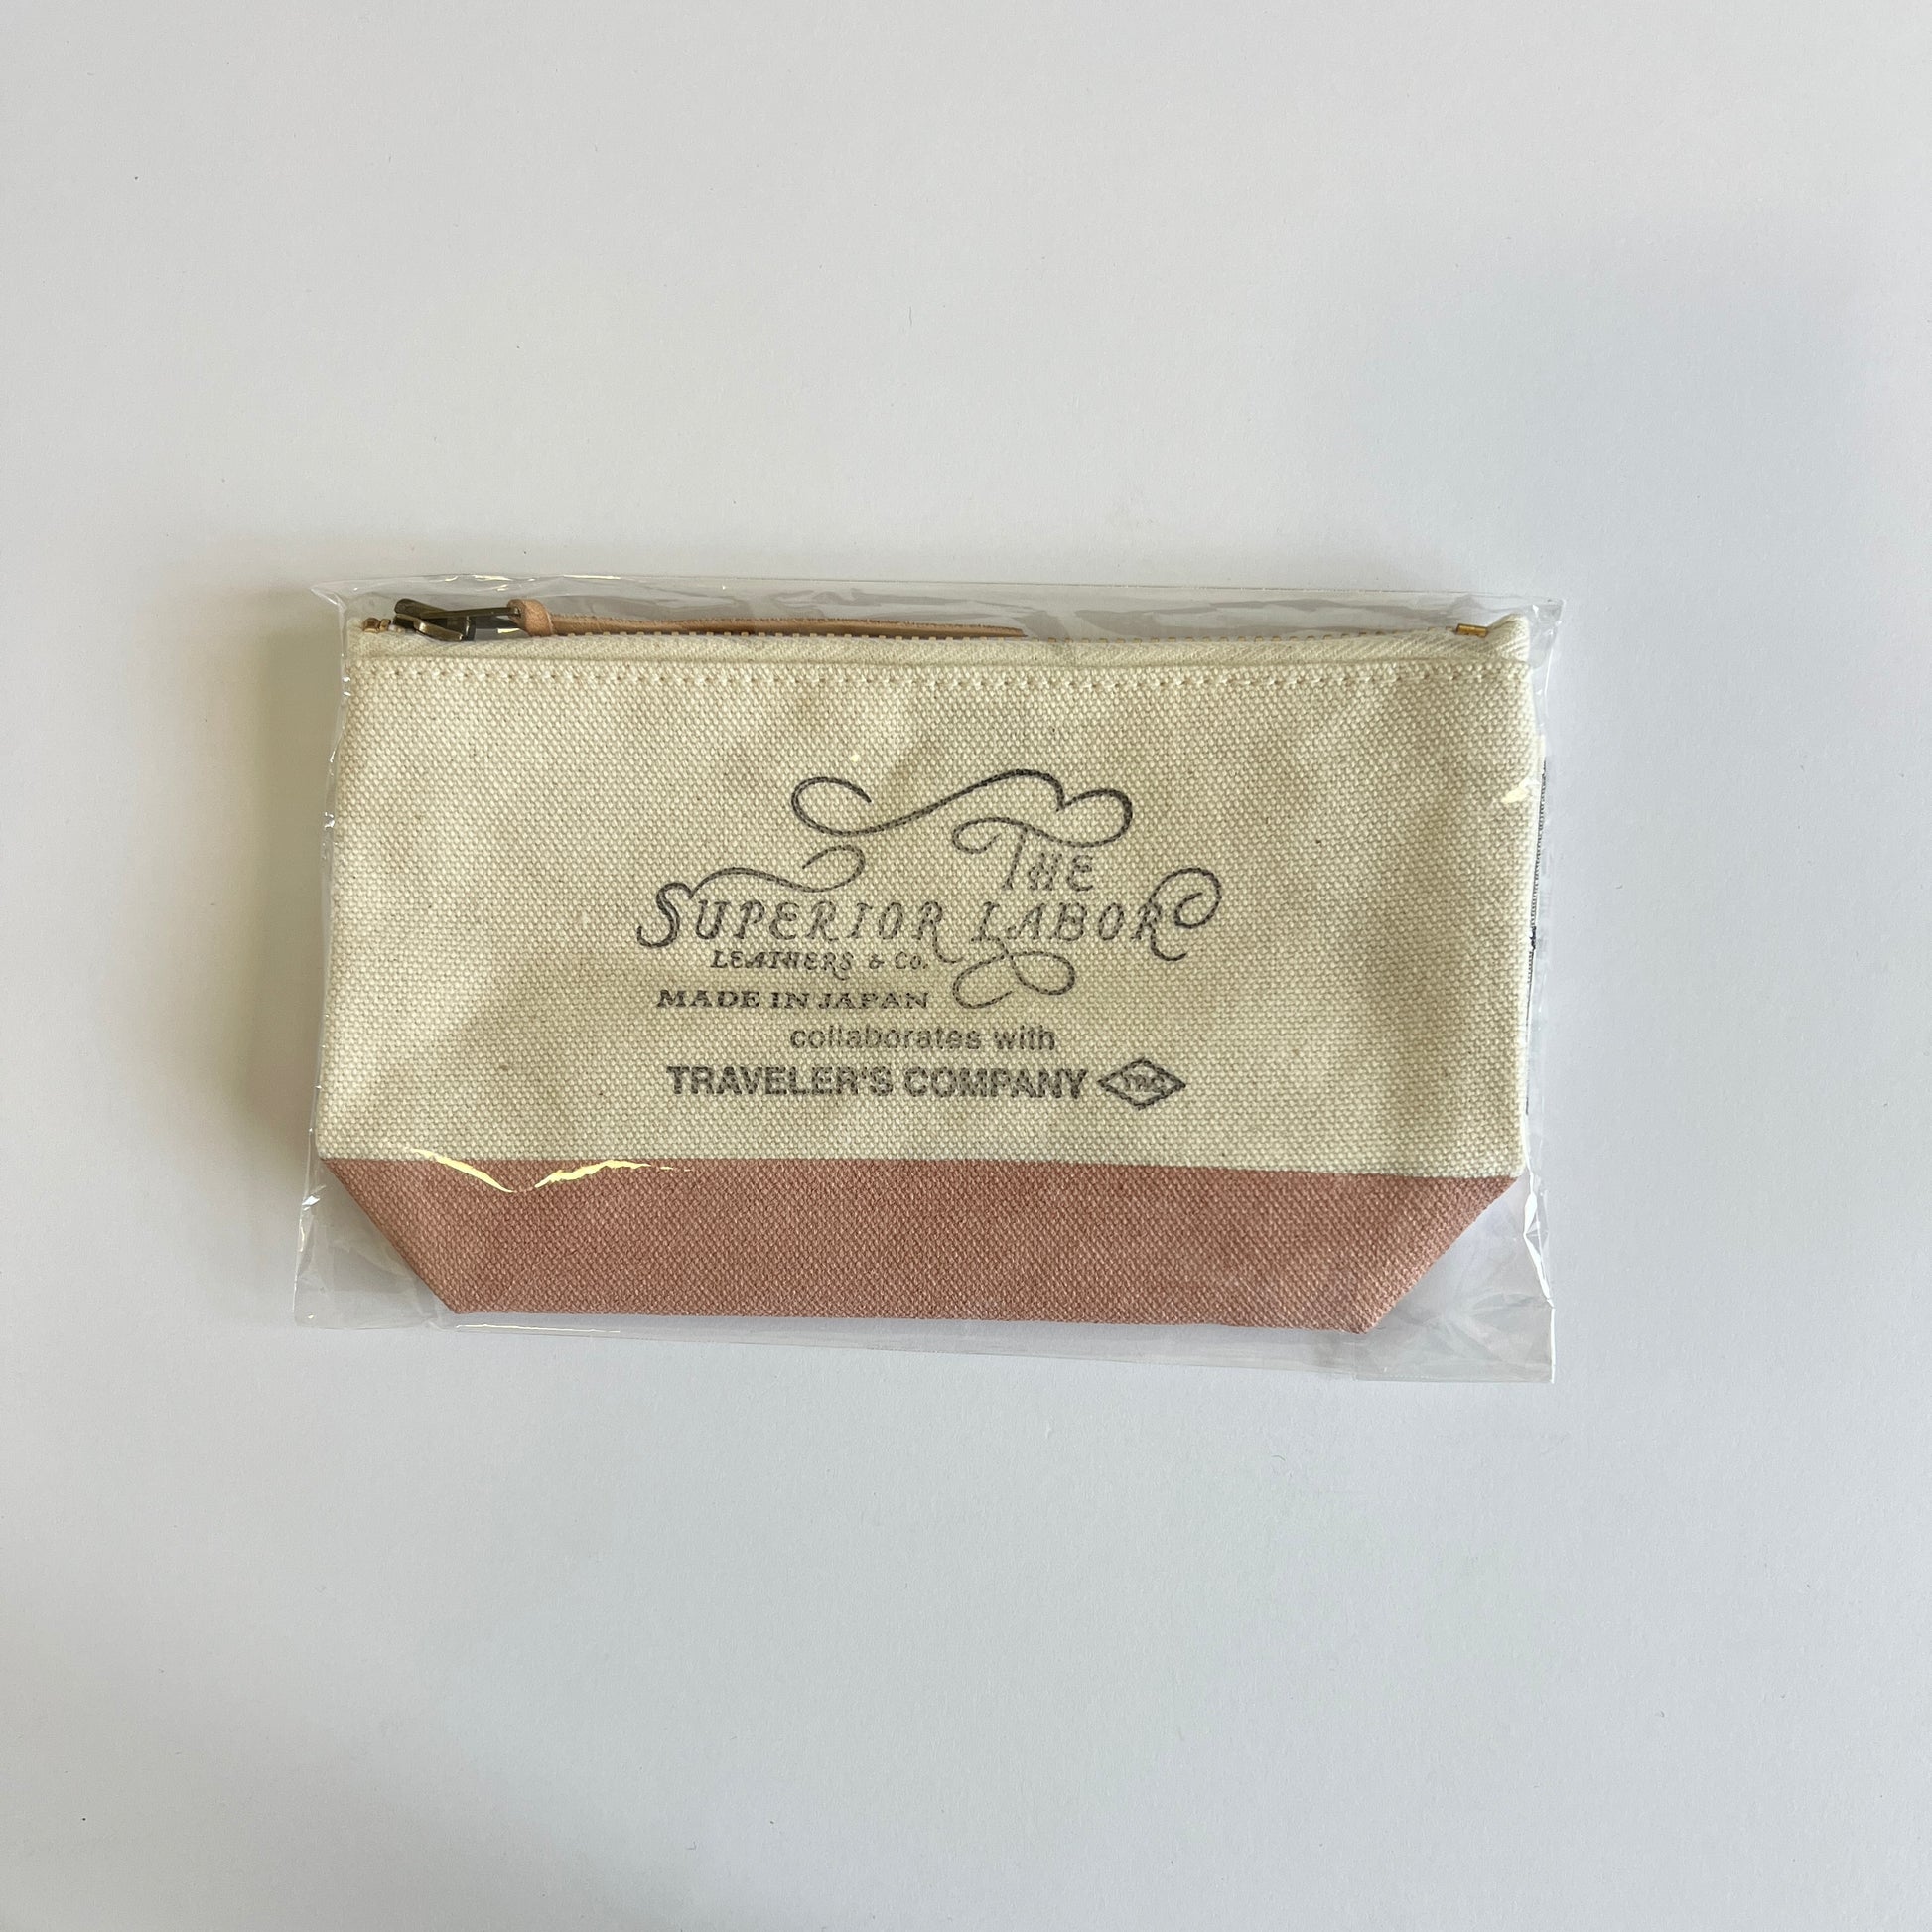 THE
SUPERIOR LABOR
LEATHERS & CO.
MADE IN JAPAN
collaborates with
TRAVELER'S COMPANY TRC